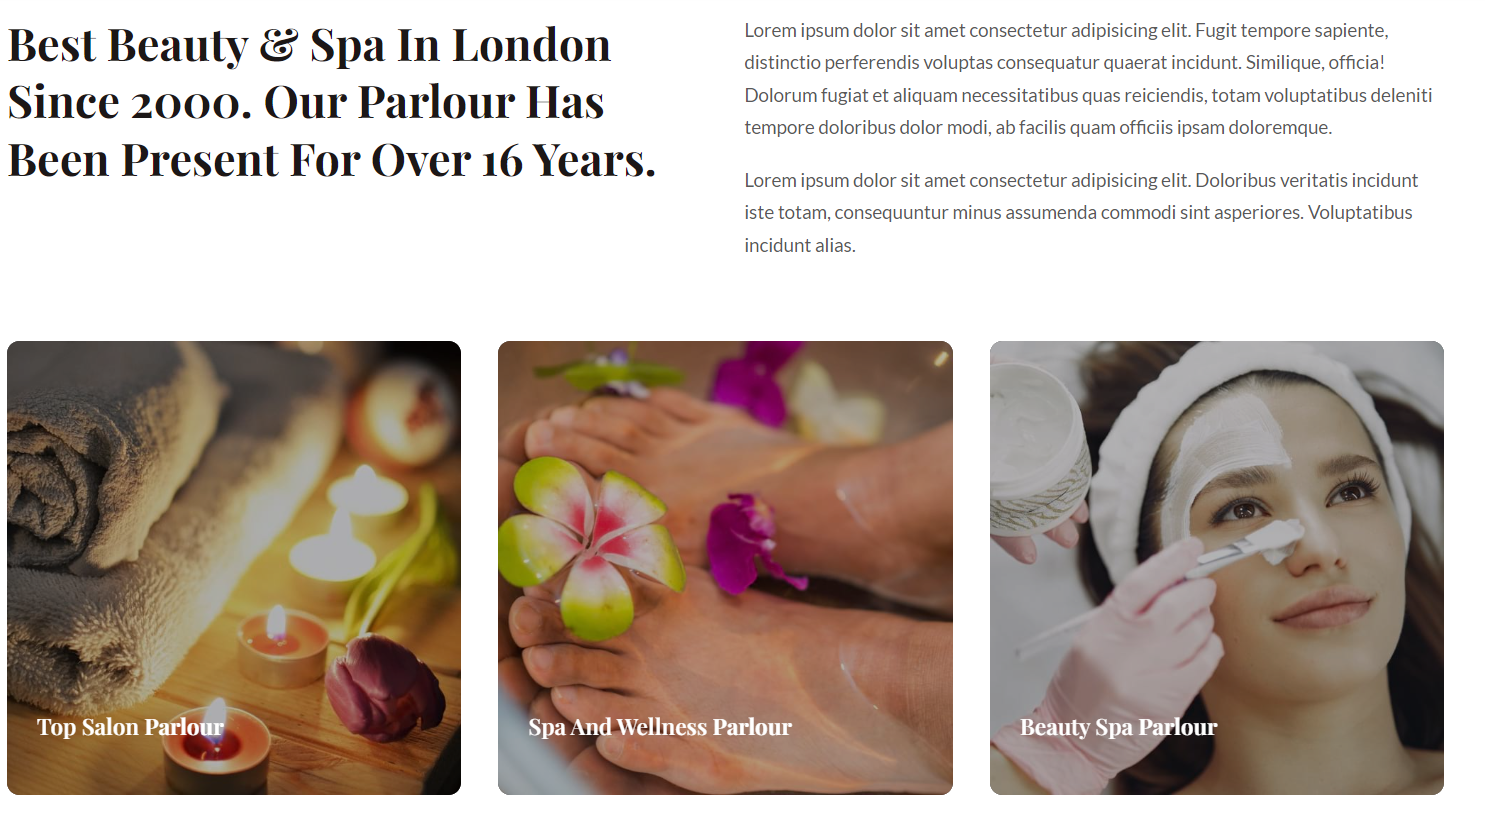 Best Beauty & Spa In London
Since 2000. Our Parlour Has
Been Present For Over 16 Years.
Lorem ipsum dolor sit amet consectetur adipisicing elit. Fugit tempore sapiente,
distinctio perferendis voluptas consequatur quaerat incidunt. Similique, officia!
Dolorum fugiat et aliquam necessitatibus quas reiciendis, totam voluptatibus deleniti
tempore doloribus dolor modi, ab facilis quam officiis ipsam doloremque.
Lorem ipsum dolor sit amet consectetur adipisicing elit. Doloribus veritatis incidunt
iste totam, consequuntur minus assumenda commodi sint asperiores. Voluptatibus
incidunt alias.
Top Salon Parlour
Spa And Wellness Parlour
Beauty Spa Parlour